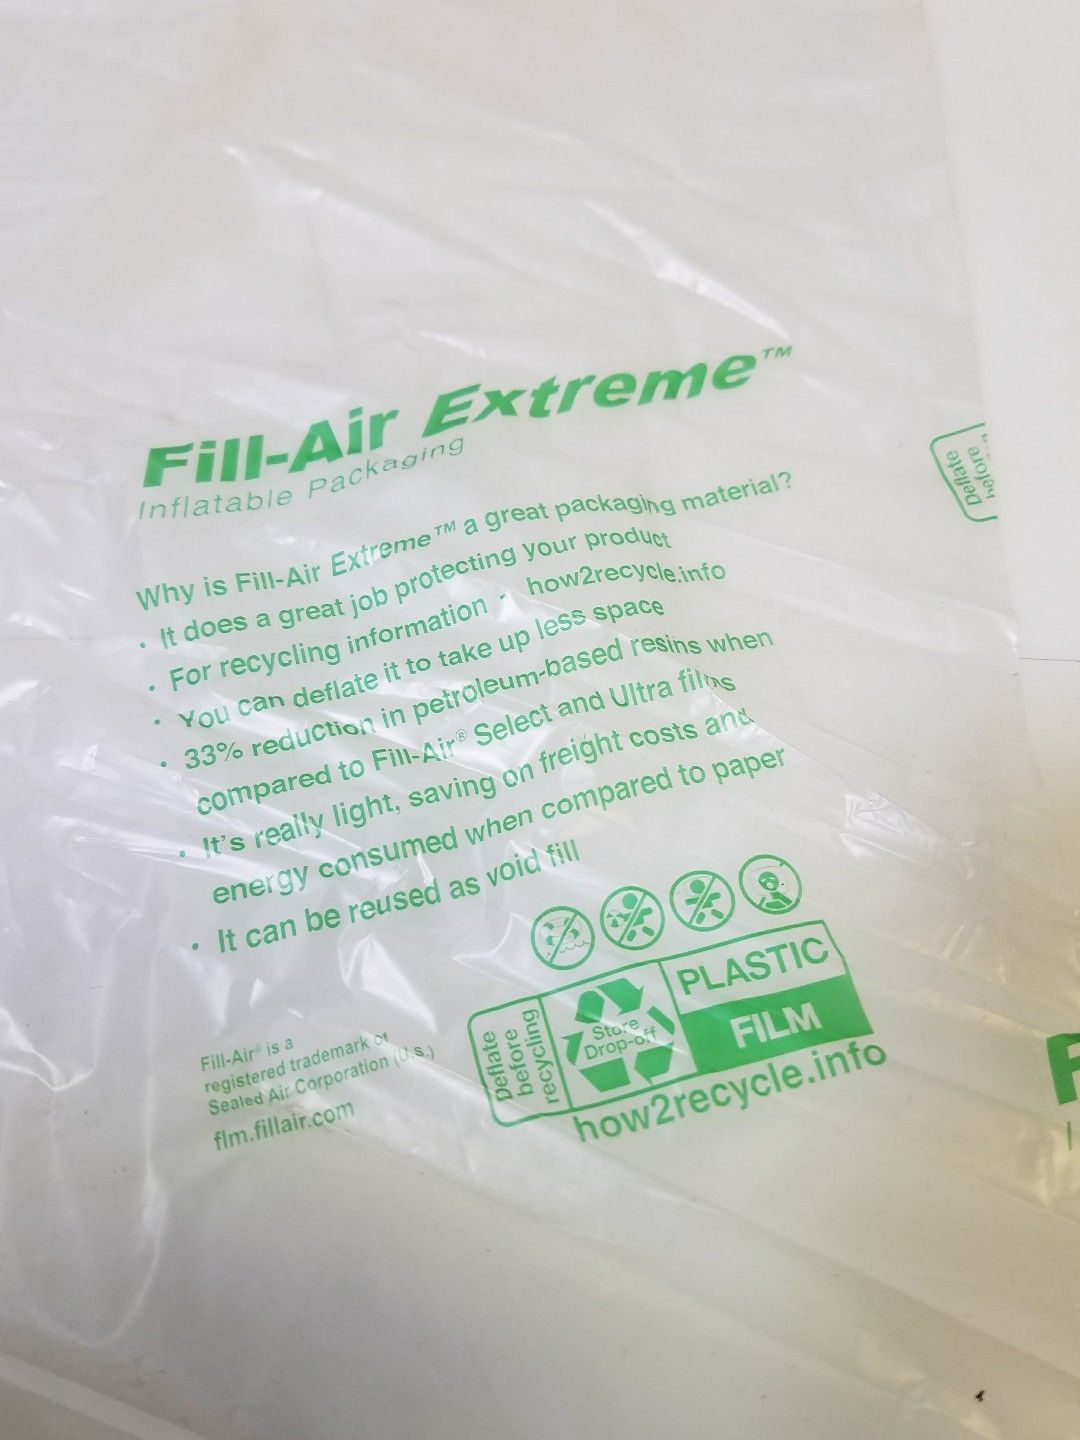 Fill-Air Extreme™
Inflatable Packaging
Why is Fill-Air Extreme™ a great packaging material?
• It does a great job protecting your product
• For recycling information - how2recycle.info
• You can deflate it to take up less space
• 33% reduction in petroleum-based resins when
compared to Fill-Air® Select and Ultra films
• It's really light, saving on freight costs and
energy consumed when compared to paper
• It can be reused as void fill
Fill-Air® is a
registered trademark of
Sealed Air Corporation (U.S.)
flm.fillair.com
Deflate
before
recycling
Store
Drop-off
PLASTIC
FILM
how2recycle.info
Deflate
before